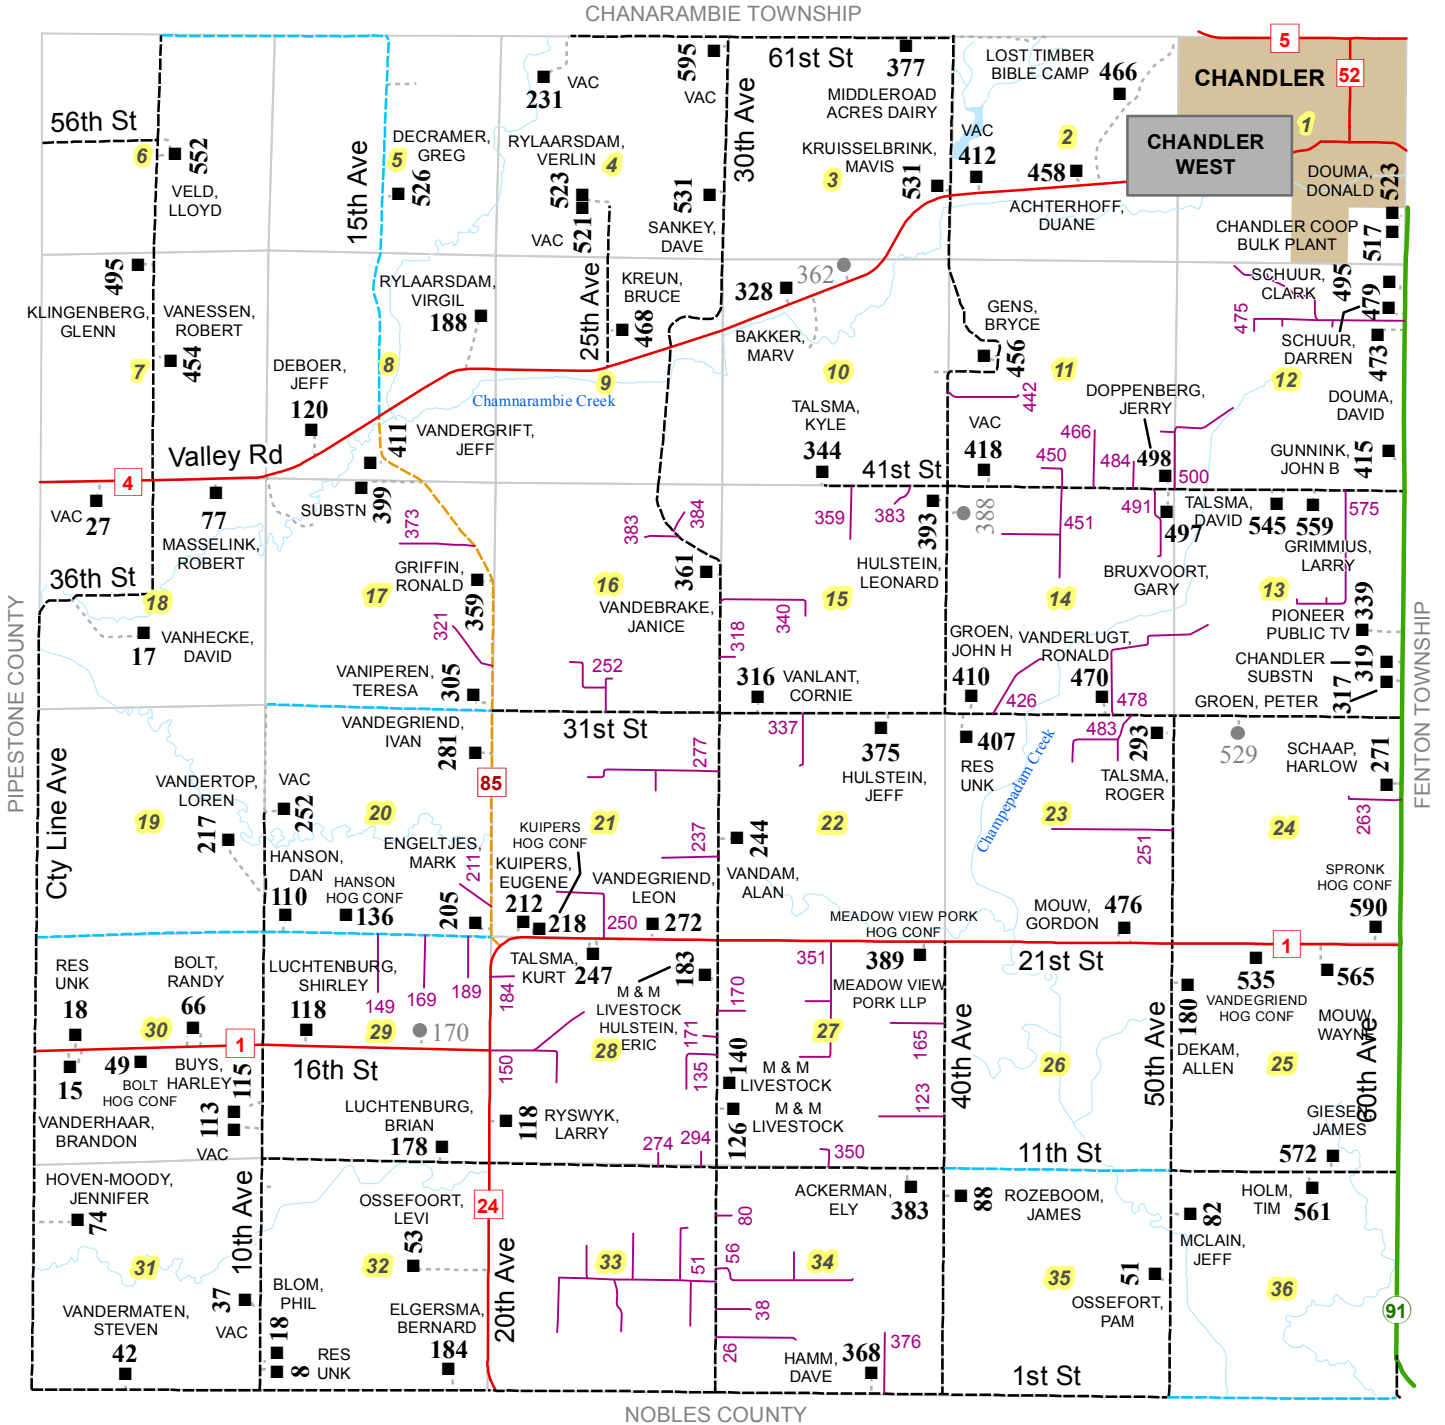 CHANARAMBIE TOWNSHIP
5
52
CHANDLER
CHANDLER
WEST
61st St
56th St
595
VAC
231
VAC
377
MIDDLEROAD
ACRES DAIRY
LOST TIMBER
BIBLE CAMP
466
1
2
3
4
5
6
552
VELD,
LLOYD
15th Ave
DECRAMER,
GREG
526
RYLAARSDAM,
VERLIN
523
VAC
521
531
SANKEY,
DAVE
30th Ave
KRUISSELBRINK,
MAVIS
531
VAC
412
458
ACHTERHOFF,
DUANE
DOUMA,
DONALD
523
CHANDLER COOP
BULK PLANT
517
495
KLINGENBERG,
GLENN
VANESSEN,
ROBERT
454
7
RYLAARSDAM,
VIRGIL
188
25th Ave
KREUN,
BRUCE
468
328
362
BAKKER,
MARV
GENS,
BRYCE
456
SCHUUR,
CLARK
495
479
475
SCHUUR,
DARREN
473
DEBOER,
JEFF
120
8
9
10
11
12
Chamnarambie Creek
442
DOPPENBERG,
JERRY
DOUMA,
DAVID
TALSMA,
KYLE
344
411
VANDERGRIFT,
JEFF
Valley Rd
4
VAC
27
77
MASSELINK,
ROBERT
SUBSTN
399
41st St
VAC
418
466
450
484
498
500
GUNNINK,
JOHN B
415
373
383
384
359
383
393
388
451
491
497
TALSMA,
DAVID
545
559
575
GRIMMIUS,
LARRY
HULSTEIN,
LEONARD
BRUXVOORT,
GARY
36th St
18
17
16
15
14
13
GRIFFIN,
RONALD
359
361
VANDEBRAKE,
JANICE
340
318
321
252
17
VANHECKE,
DAVID
PIONEER
PUBLIC TV
339
GROEN,
JOHN H
410
VANDERLUGT,
RONALD
470
426
478
CHANDLER
SUBSTN
319
GROEN, PETER
317
VANIPEREN,
TERESA
305
316
VANLANT,
CORNIE
PIPESTONE COUNTY
FENTON TOWNSHIP
31st St
VANDEGRIEND,
IVAN
281
337
375
HULSTEIN,
JEFF
407
RES
UNK
Champepadam Creek
483
293
TALSMA,
ROGER
529
SCHAAP,
HARLOW
271
263
Cty Line Ave
VANDERTOP,
LOREN
217
VAC
252
85
277
19
20
21
22
23
24
237
244
VANDAM,
ALAN
251
HANSON,
DAN
110
HANSON
HOG CONF
136
ENGELTJES,
MARK
211
205
KUIPERS
HOG CONF
KUIPERS,
EUGENE
212
218
250
VANDEGRIEND,
LEON
272
MEADOW VIEW PORK
HOG CONF
MOUW,
GORDON
476
SPRONK
HOG CONF
590
1
21st St
RES
UNK
18
BOLT,
RANDY
66
LUCHTENBURG,
SHIRLEY
118
149
169
189
184
TALSMA,
KURT
247
183
M & M
LIVESTOCK
170
351
389
MEADOW VIEW
PORK LLP
535
VANDEGRIEND
HOG CONF
565
MOUW,
WAYNE
180
DEKAM,
ALLEN
30
29
28
27
26
25
1
170
HULSTEIN,
ERIC
171
165
15
49
BOLT
HOG CONF
BUYS,
HARLEY
115
16th St
150
135
140
M & M
LIVESTOCK
M & M
LIVESTOCK
123
126
40th Ave
50th Ave
60th Ave
VANDERHAAR,
BRANDON
113
VAC
LUCHTENBURG,
BRIAN
178
118
RYSWYK,
LARRY
274
294
350
11th St
GIESEN,
JAMES
572
HOVEN-MOODY,
JENNIFER
74
10th Ave
OSSEFOORT,
LEVI
53
24
ACKERMAN,
ELY
383
88
ROZEBOOM,
JAMES
82
MCLAIN,
JEFF
HOLM,
TIM
561
80
31
32
33
34
35
36
51
56
38
26
51
OSSEFORT,
PAM
VANDERMATEN,
STEVEN
42
37
VAC
BLOM,
PHIL
18
8
RES
UNK
ELGERSMA,
BERNARD
184
20th Ave
HAMM,
DAVE
368
376
1st St
91
NOBLES COUNTY